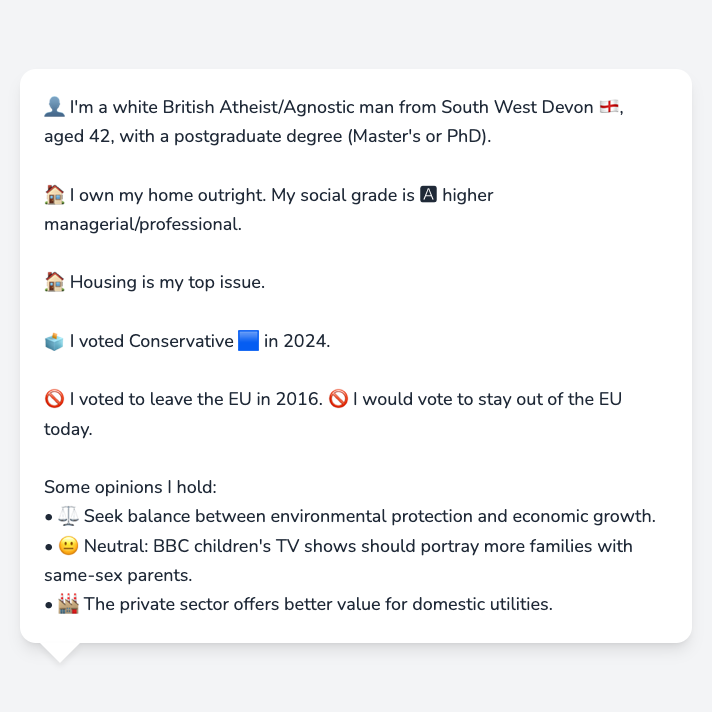 👤 I'm a white British Atheist/Agnostic man from South West Devon 🏴󠁧󠁢󠁥󠁮󠁧󠁿,
aged 42, with a postgraduate degree (Master's or PhD).
🏠 I own my home outright. My social grade is 🅰 higher
managerial/professional.
🏠 Housing is my top issue.
🗳️ I voted Conservative 🟦 in 2024.
🚫 I voted to leave the EU in 2016. 🚫 I would vote to stay out of the EU
today.
Some opinions I hold:
• ⚖️ Seek balance between environmental protection and economic growth.
• 😐 Neutral: BBC children's TV shows should portray more families with
same-sex parents.
• 🏭 The private sector offers better value for domestic utilities.